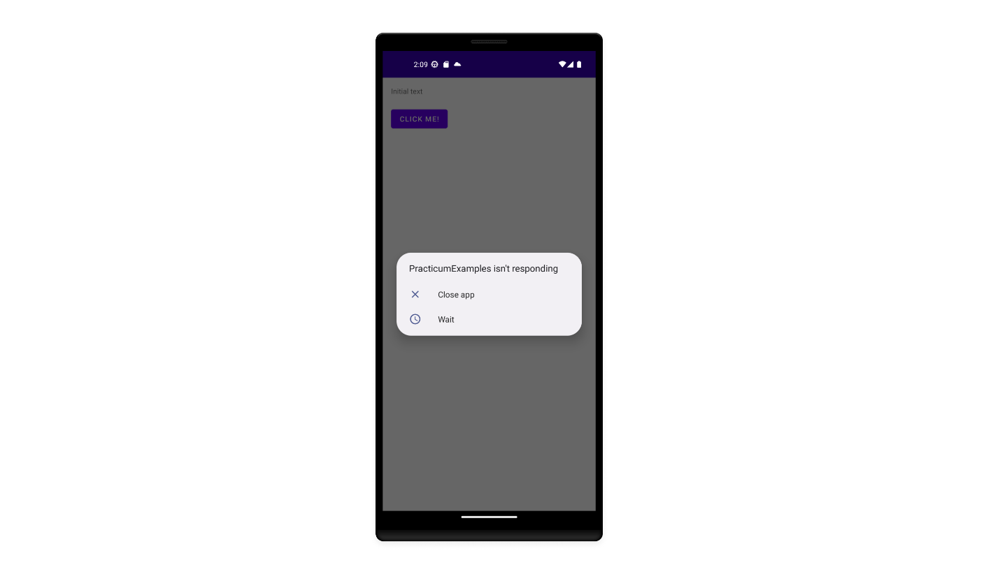 2:09
Initial text
CLICK ME!
PracticumExamples isn't responding
Close app
Wait